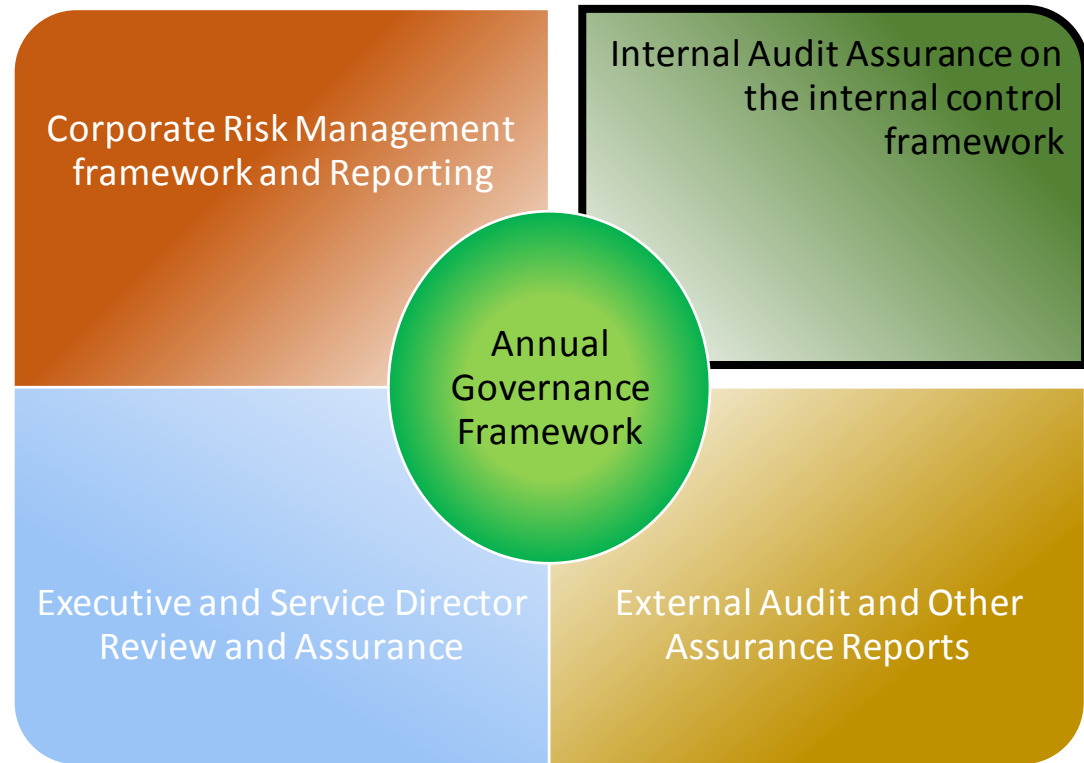 Corporate Risk Management
framework and Reporting
Internal Audit Assurance on
the internal control
framework
Annual
Governance
Framework
Executive and Service Director
Review and Assurance
External Audit and Other
Assurance Reports